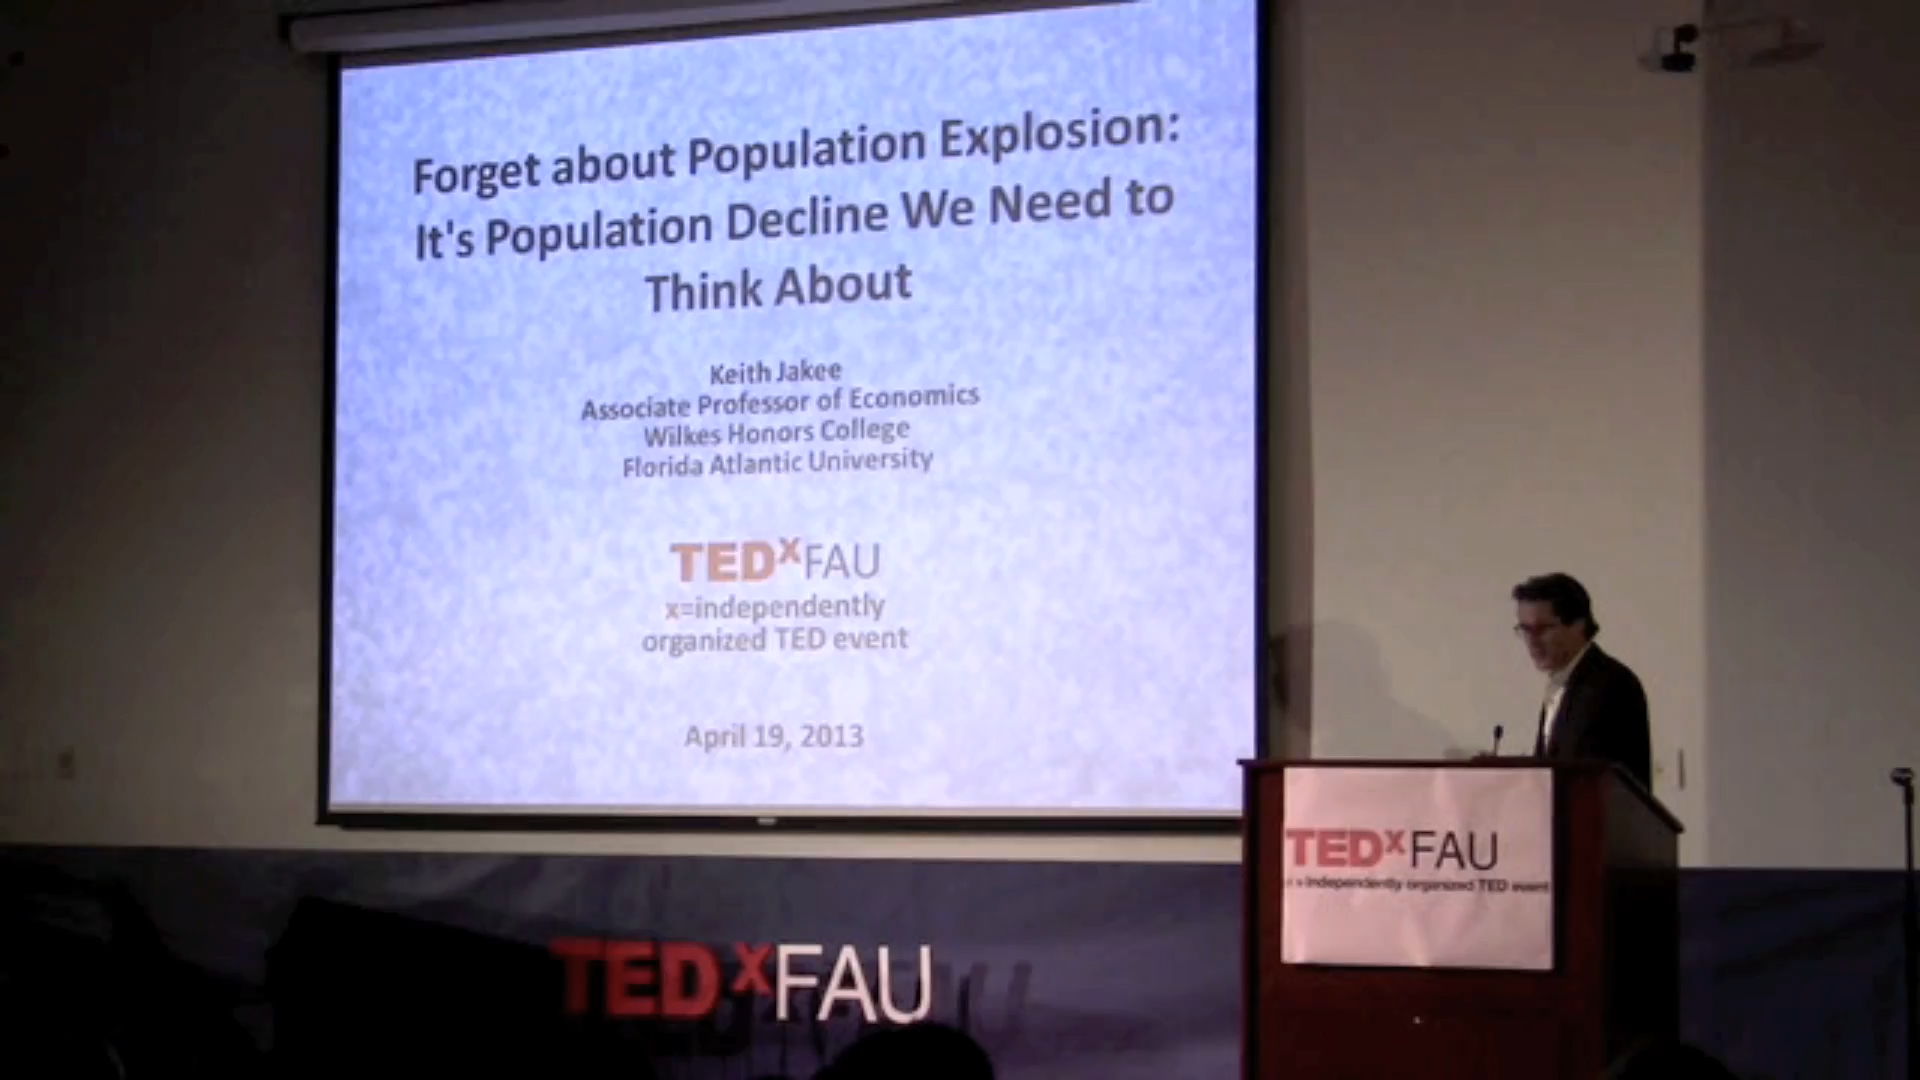 Forget about Population Explosion:
It's Population Decline We Need to
Think About
Keith Jakee
Associate Professor of Economics
Wilkes Honors College
Florida Atlantic University
TEDxFAU
x=independently
organized TED event
April 19, 2013
TEDxFAU
x = independently organized TED event
TEDxFAU